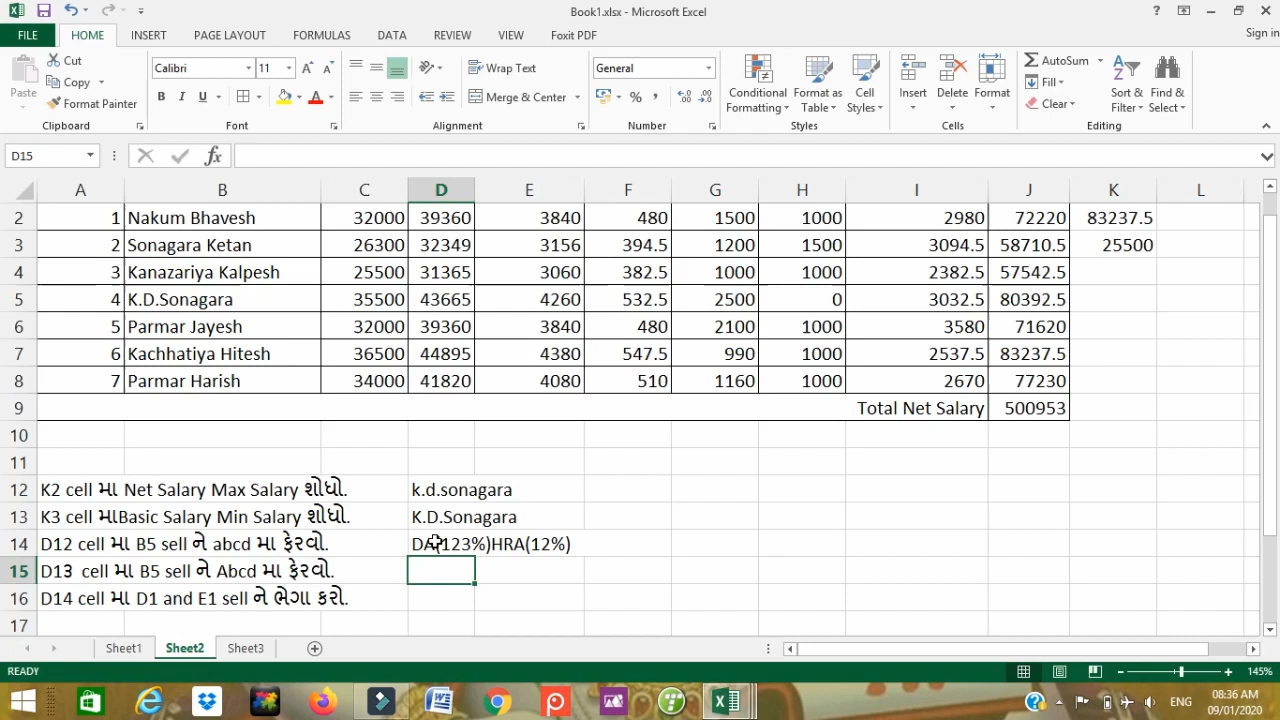 Book1.xlsx - Microsoft Excel
Sign in
FILE HOME INSERT PAGE LAYOUT FORMULAS DATA REVIEW VIEW Foxit PDF
Paste
Cut
Copy
Format Painter
Clipboard
Calibri 11
B I U
Font
Wrap Text
Merge & Center
Alignment
General
Number
Conditional Formatting
Format as Table
Cell Styles
Styles
Insert Delete Format
Cells
AutoSum
Fill
Clear
Sort & Filter
Find & Select
Editing
D15 fx
A B C D E F G H I J K L
2 1 Nakum Bhavesh 32000 39360 3840 480 1500 1000 2980 72220 83237.5
3 2 Sonagara Ketan 26300 32349 3156 394.5 1200 1500 3094.5 58710.5 25500
4 3 Kanazariya Kalpesh 25500 31365 3060 382.5 1000 1000 2382.5 57542.5
5 4 K.D.Sonagara 35500 43665 4260 532.5 2500 0 3032.5 80392.5
6 5 Parmar Jayesh 32000 39360 3840 480 2100 1000 3580 71620
7 6 Kachhatiya Hitesh 36500 44895 4380 547.5 990 1000 2537.5 83237.5
8 7 Parmar Harish 34000 41820 4080 510 1160 1000 2670 77230
9 Total Net Salary 500953
10
11
12 K2 cell મા Net Salary Max Salary શોધો. k.d.sonagara
13 K3 cell માBasic Salary Min Salary શોધો. K.D.Sonagara
14 D12 cell મા B5 sell ને abcd મા ફેરવો. DA(123%)HRA(12%)
15 D1૩ cell મા B5 sell ને Abcd મા ફેરવો.
16 D14 cell મા D1 and E1 sell ને ભેગા કરો.
17
Sheet1 Sheet2 Sheet3
READY 145%
ENG
08:36 AM
09/01/2020